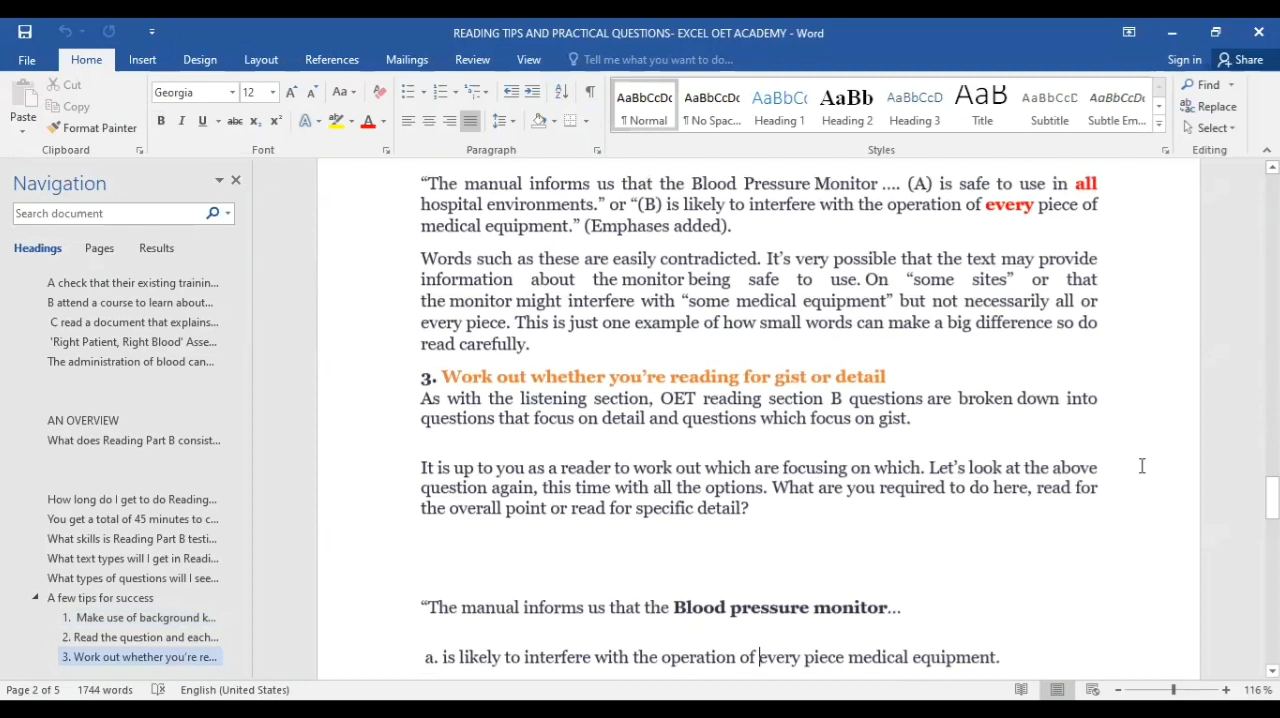 READING TIPS AND PRACTICAL QUESTIONS- EXCEL OET ACADEMY - Word
File Home Insert Design Layout References Mailings Review View Tell me what you want to do... Sign in Share
Paste
Cut
Copy
Format Painter
Georgia 12
AaBbCcDc AaBbCcDc AaBbCc AaBb AaBbCcD AaB AaBbCcD AaBbCcDc
¶ Normal ¶ No Spac... Heading 1 Heading 2 Heading 3 Title Subtitle Subtle Em...
Find
Replace
Select
Clipboard Font Paragraph Styles Editing
Navigation
Search document
Headings Pages Results
A check that their existing trainin...
B attend a course to learn about...
C read a document that explains...
'Right Patient, Right Blood' Asse...
The administration of blood can...
AN OVERVIEW
What does Reading Part B consist...
How long do I get to do Reading...
You get a total of 45 minutes to c...
What skills is Reading Part B testi...
What text types will I get in Readi...
What types of questions will I see...
A few tips for success
1. Make use of background k...
2. Read the question and each...
3. Work out whether you're re...
“The manual informs us that the Blood Pressure Monitor .... (A) is safe to use in all
hospital environments.” or “(B) is likely to interfere with the operation of every piece of
medical equipment.” (Emphases added).
Words such as these are easily contradicted. It’s very possible that the text may provide
information about the monitor being safe to use. On “some sites” or that
the monitor might interfere with “some medical equipment” but not necessarily all or
every piece. This is just one example of how small words can make a big difference so do
read carefully.
3. Work out whether you’re reading for gist or detail
As with the listening section, OET reading section B questions are broken down into
questions that focus on detail and questions which focus on gist.
It is up to you as a reader to work out which are focusing on which. Let’s look at the above
question again, this time with all the options. What are you required to do here, read for
the overall point or read for specific detail?
“The manual informs us that the Blood pressure monitor...
a. is likely to interfere with the operation of every piece medical equipment.
Page 2 of 5 1744 words English (United States) 116 %